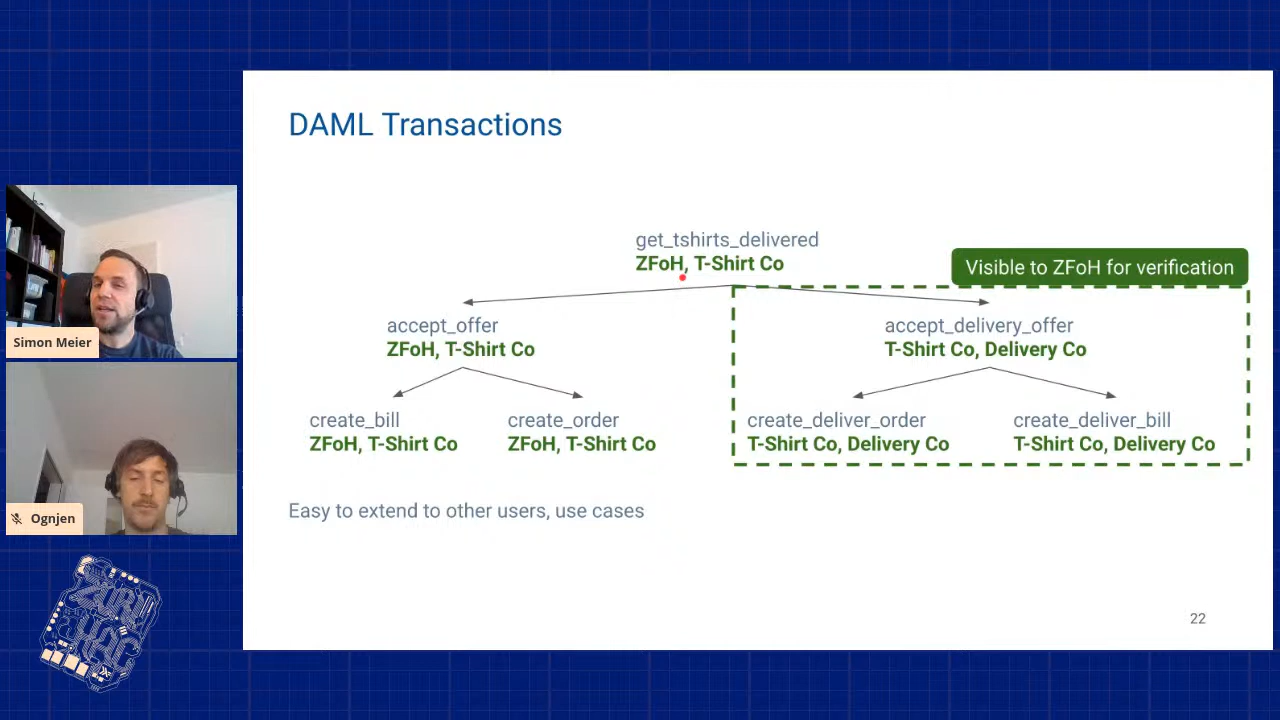 DAML Transactions
get_tshirts_delivered
ZFoH, T-Shirt Co
Visible to ZFoH for verification
accept_offer
ZFoH, T-Shirt Co
accept_delivery_offer
T-Shirt Co, Delivery Co
create_bill
ZFoH, T-Shirt Co
create_order
ZFoH, T-Shirt Co
create_deliver_order
T-Shirt Co, Delivery Co
create_deliver_bill
T-Shirt Co, Delivery Co
Easy to extend to other users, use cases
22
Simon Meier
Ognjen
ZURI
HAC